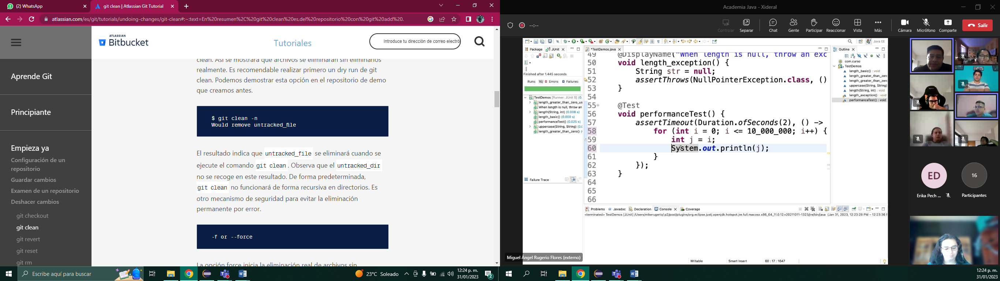 (2) WhatsApp
git clean | Atlassian Git Tutorial
atlassian.com/es/git/tutorials/undoing-changes/git-clean#:~:text=En%20resumen%2C%20git%20clean%20es,del%20repositorio%20con%20git%20add%20.
ATLASSIAN
Bitbucket
Tutoriales
Introduce tu dirección de correo electró
Aprende Git
Principiante
Empieza ya
Configuración de un
repositorio
Guardar cambios
Examen de un repositorio
Deshacer cambios
git checkout
git clean
git revert
git reset
git rm
clean. Así se mostrará que archivos se eliminarán sin eliminarlos
realmente. Es recomendable realizar primero un dry run de git
clean. Podemos demostrar esta opción en el repositorio de demo
que creamos antes.
$ git clean -n
Would remove untracked_file
El resultado indica que untracked_file se eliminará cuando se
ejecute el comando git clean. Observa que el untracked_dir
no se recoge en este resultado. De forma predeterminada,
git clean no funcionará de forma recursiva en directorios. Es
otro mecanismo de seguridad para evitar la eliminación
permanente por error.
-f or --force
La opción force inicia la eliminación real de archivos sin
Escribe aquí para buscar
23°C Soleado
12:24 p. m.
31/01/2023
2
Academia Java - Xideral
--:--
Controlar
Separar
Chat
Gente
Participar
Reaccionar
Vista
Más
Cámara
Micrófono
Comparte
Salir
Java EE
Package
JUnit
Finished after 1.445 seconds
Runs: 16/
Errors:
Failures:
TestDemos [Runner: JUnit 5] (0.
length_greater_than_zero_us
When length is null, throw an
length(String, int) (0.008 s)
length_basic() (0.000 s)
performanceTest() (0.025 s)
uppercase(String, String) (0.0
length_greater_than_zero() (
Failure Trace
*TestDemos.java
49 @DisplayName("When length is null, throw an exc
50 void length_exception() {
51 String str = null;
52 assertThrows(NullPointerException.class, ()
53 }
54
55 @Test
56 void performanceTest() {
57 assertTimeout(Duration.ofSeconds(2), () ->
58 for (int i = 0; i <= 10_000_000; i++) {
59 int j = i;
60 System.out.println(j);
61 }
62 });
63 }
64
65
66
Outline
com.curso
TestDemos
length_basic() : void
length_greater_than_zero
length_greater_than_zero
uppercase(String, String)
length(String, int) : void
length_exception() : void
performanceTest() : void
Problems
Javadoc
Declaration
Console
Coverage
<terminated> TestDemos [JUnit] /Users/mikerugerio/.p2/pool/plugins/org.eclipse.justj.openjdk.hotspot.jre.full.macosx.x86_64_11.0.12.v20211011-1323/jre/bin/java (Jan 31, 2023, 12:23:28 PM – 12:23:36 P
Writable
Smart Insert
60 : 17 : 1647
Miguel Ángel Rugerio Flores (externo)
ED
Erika Pech ...
16
Participantes
12:24 p. m.
31/01/2023